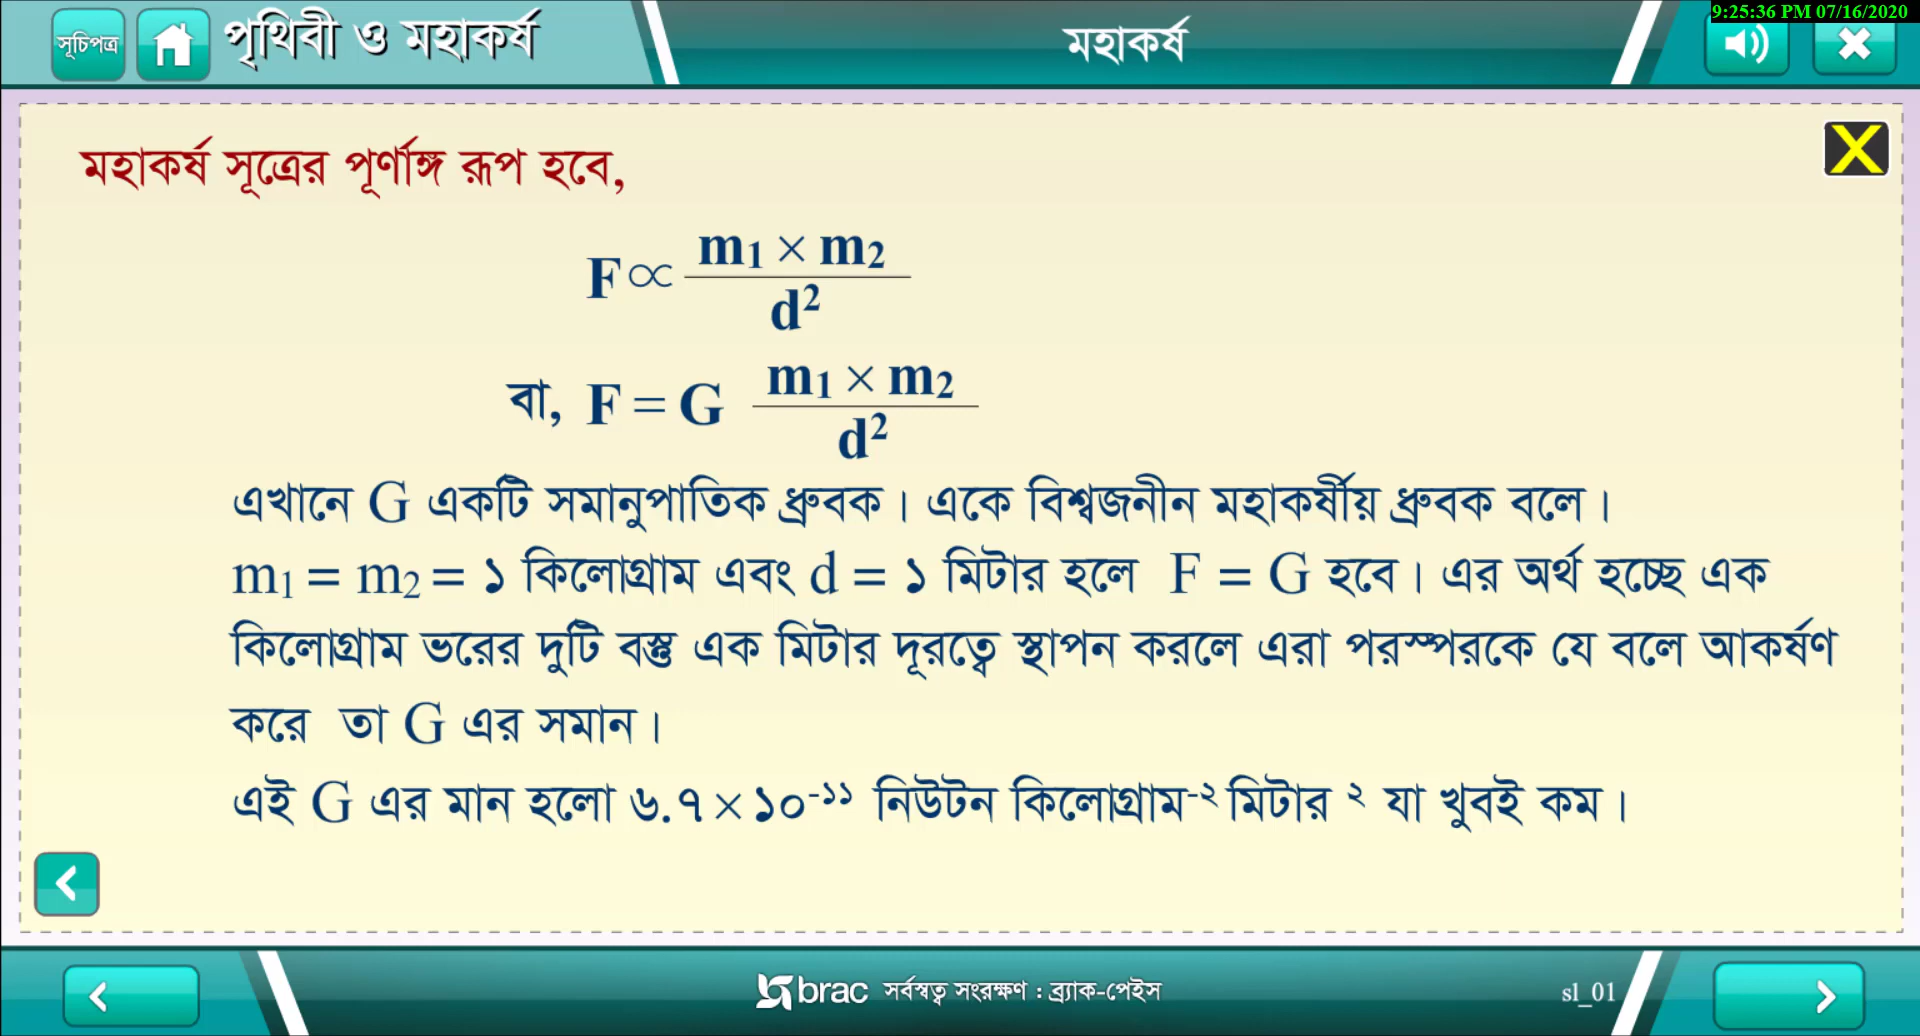 9:25:36 PM 07/16/2020
সূচিপত্র পৃথিবী ও মহাকর্ষ মহাকর্ষ
মহাকর্ষ সূত্রের পূর্ণাঙ্গ রূপ হবে,
X
F ∝ m₁ × m₂ / d²
বা, F = G m₁ × m₂ / d²
এখানে G একটি সমানুপাতিক ধ্রুবক। একে বিশ্বজনীন মহাকর্ষীয় ধ্রুবক বলে।
m₁ = m₂ = ১ কিলোগ্রাম এবং d = ১ মিটার হলে F = G হবে। এর অর্থ হচ্ছে এক
কিলোগ্রাম ভরের দুটি বস্তু এক মিটার দূরত্বে স্থাপন করলে এরা পরস্পরকে যে বলে আকর্ষণ
করে তা G এর সমান।
এই G এর মান হলো ৬.৭×১০⁻¹¹ নিউটন কিলোগ্রাম⁻² মিটার ² যা খুবই কম।
brac সর্বস্বত্ব সংরক্ষণ : ব্র্যাক-পেইস
sl_01